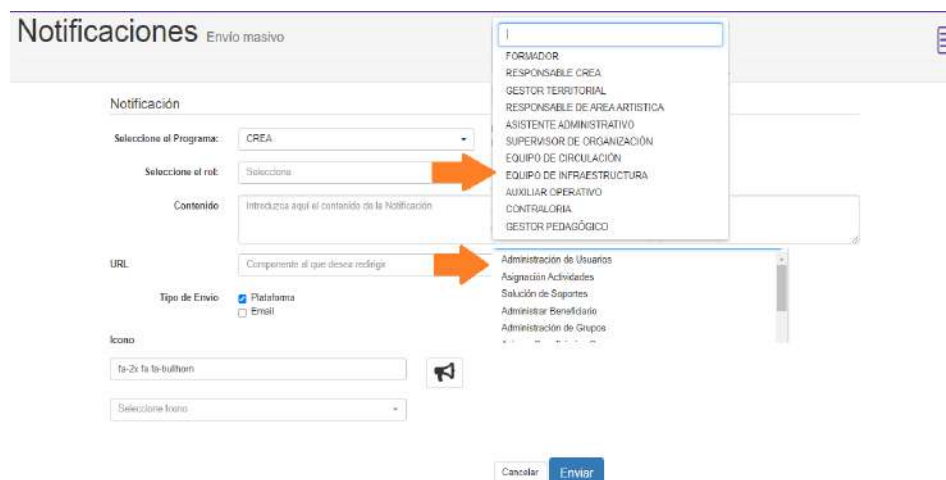 Notificaciones Envío masivo
FORMADOR
RESPONSABLE CREA
GESTOR TERRITORIAL
RESPONSABLE DE AREA ARTISTICA
ASISTENTE ADMINISTRATIVO
SUPERVISOR DE ORGANIZACIÓN
EQUIPO DE CIRCULACIÓN
EQUIPO DE INFRAESTRUCTURA
AUXILIAR OPERATIVO
CONTRALORIA
GESTOR PEDAGÓGICO
Notificación
Seleccione el Programa: CREA
Seleccione el rol: Seleccione
Contenido Introduzca aquí el contenido de la Notificación
URL Componente al que desea redirigir
Administración de Usuarios
Asignación Actividades
Solución de Soportes
Administrar Beneficiario
Administración de Grupos
Tipo de Envio Plataforma
Email
Icono
fa-2x fa fa-bullhorn
Seleccione Icono
Cancelar Enviar